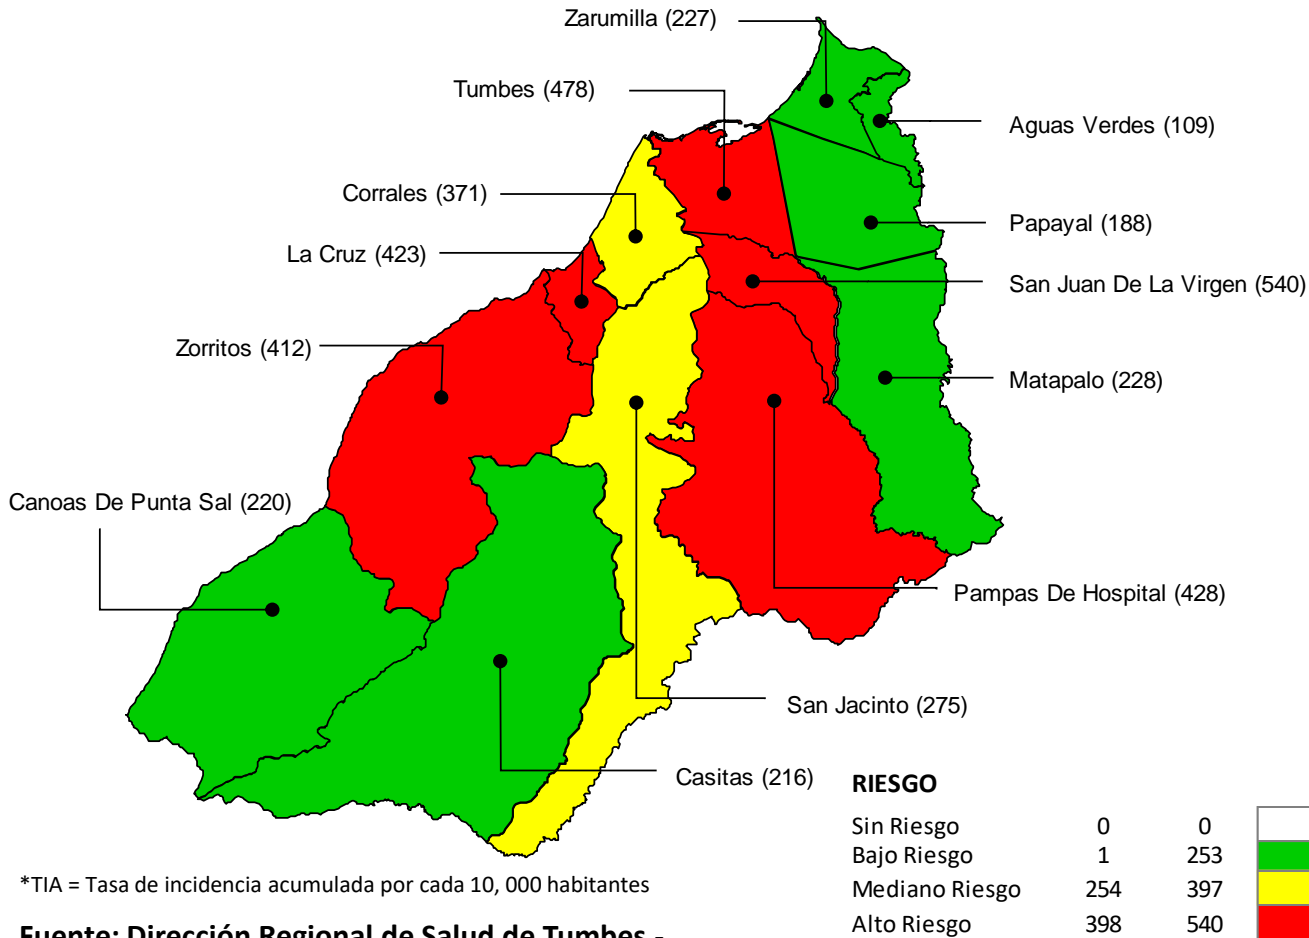 Zarumilla (227)
Tumbes (478)
Aguas Verdes (109)
Corrales (371)
Papayal (188)
La Cruz (423)
San Juan De La Virgen (540)
Zorritos (412)
Matapalo (228)
Canoas De Punta Sal (220)
Pampas De Hospital (428)
San Jacinto (275)
Casitas (216)
RIESGO
Sin Riesgo 0 0
Bajo Riesgo 1 253
Mediano Riesgo 254 397
Alto Riesgo 398 540
*TIA = Tasa de incidencia acumulada por cada 10, 000 habitantes
Fuente: Dirección Regional de Salud de Tumbes -